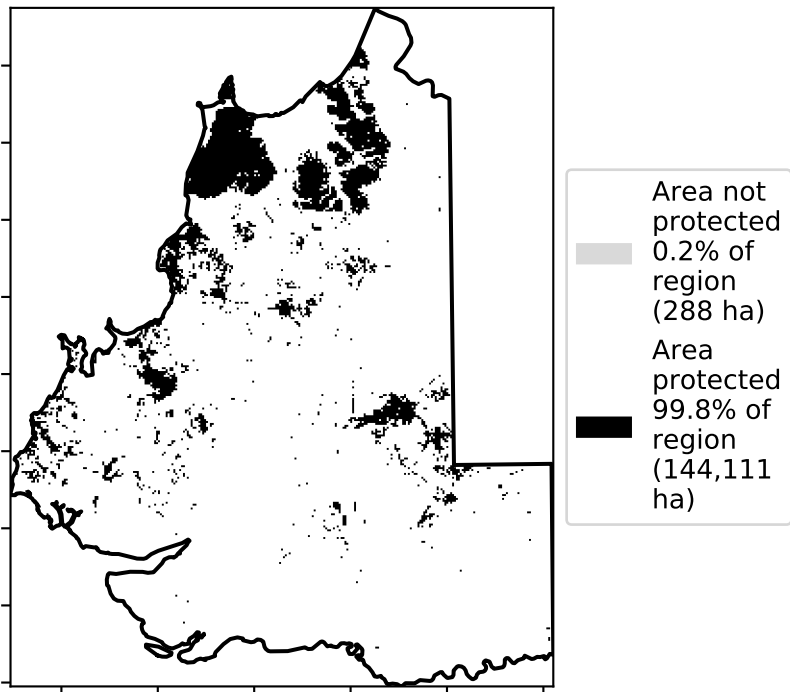 Area not
protected
0.2% of
region
(288 ha)
Area
protected
99.8% of
region
(144,111
ha)